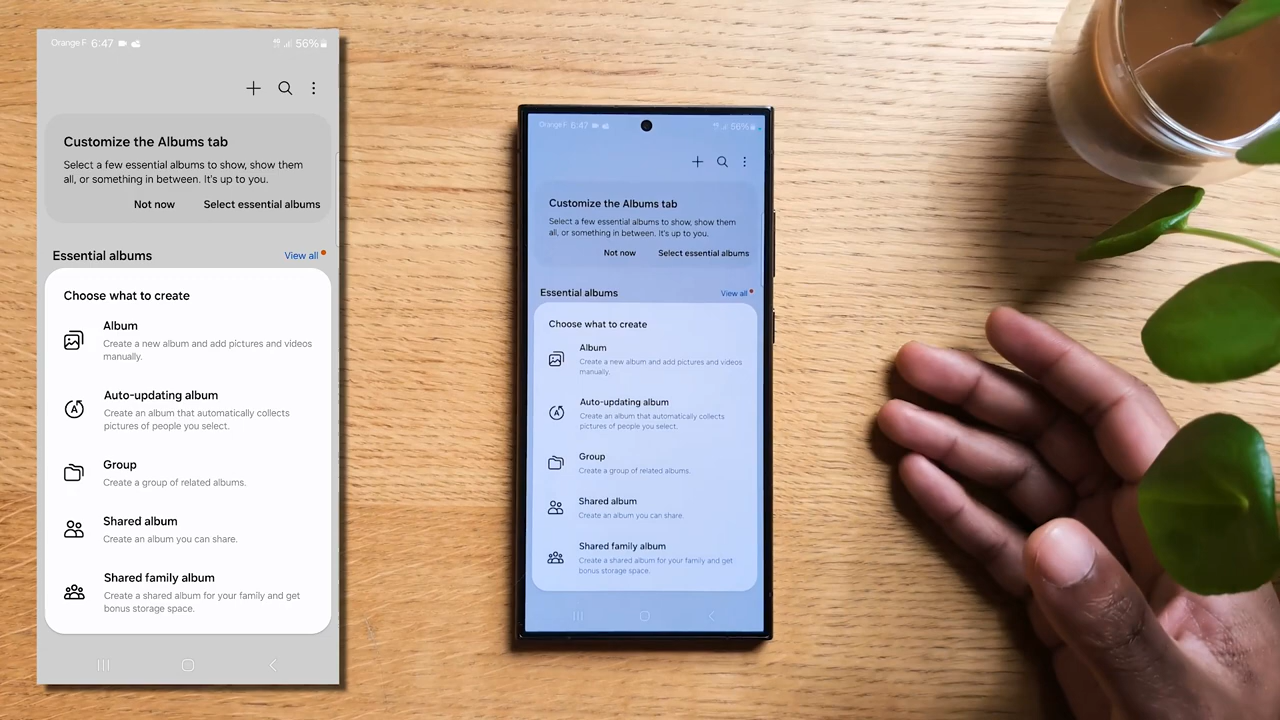 Orange F 6:47
56%
Customize the Albums tab
Select a few essential albums to show, show them
all, or something in between. It's up to you.
Not now Select essential albums
Essential albums View all
Choose what to create
Album
Create a new album and add pictures and videos
manually.
Auto-updating album
Create an album that automatically collects
pictures of people you select.
Group
Create a group of related albums.
Shared album
Create an album you can share.
Shared family album
Create a shared album for your family and get
bonus storage space.
Orange F 6:47
56%
Customize the Albums tab
Select a few essential albums to show, show them
all, or something in between. It's up to you.
Not now Select essential albums
Essential albums View all
Choose what to create
Album
Create a new album and add pictures and videos
manually.
Auto-updating album
Create an album that automatically collects
pictures of people you select.
Group
Create a group of related albums.
Shared album
Create an album you can share.
Shared family album
Create a shared album for your family and get
bonus storage space.